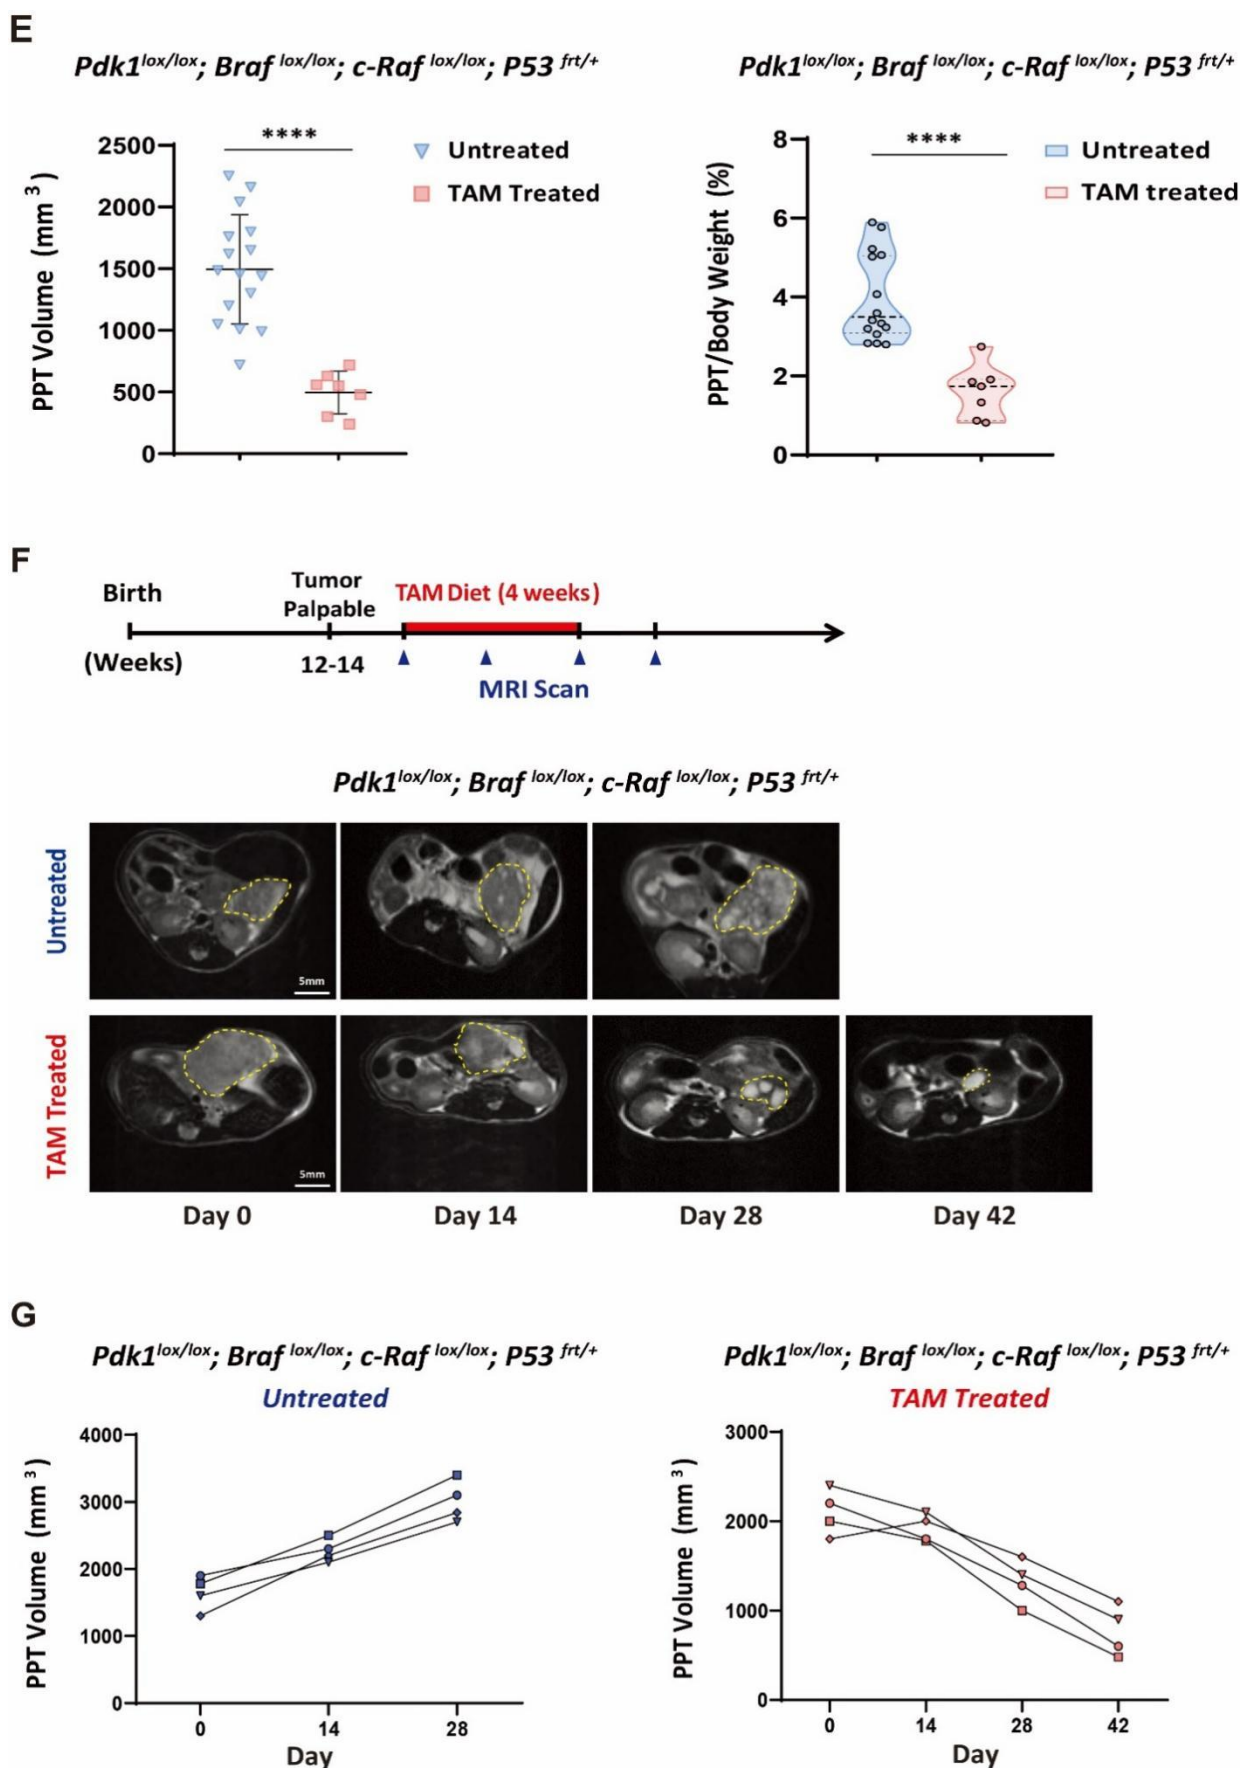 E
Pdk1lox/lox; Braf lox/lox; c-Raf lox/lox; P53 frt/+
PPT Volume (mm 3 )
2500
2000
1500
1000
500
0
****
Untreated
TAM Treated
Pdk1lox/lox; Braf lox/lox; c-Raf lox/lox; P53 frt/+
PPT/Body Weight (%)
8
6
4
2
0
****
Untreated
TAM treated
F
Birth
Tumor
Palpable
TAM Diet (4 weeks)
(Weeks)
12-14
MRI Scan
Pdk1lox/lox; Braf lox/lox; c-Raf lox/lox; P53 frt/+
Untreated
5mm
TAM Treated
5mm
Day 0
Day 14
Day 28
Day 42
G
Pdk1lox/lox; Braf lox/lox; c-Raf lox/lox; P53 frt/+
Untreated
PPT Volume (mm 3 )
4000
3000
2000
1000
0
0
14
28
Day
Pdk1lox/lox; Braf lox/lox; c-Raf lox/lox; P53 frt/+
TAM Treated
PPT Volume (mm 3 )
3000
2000
1000
0
0
14
28
42
Day